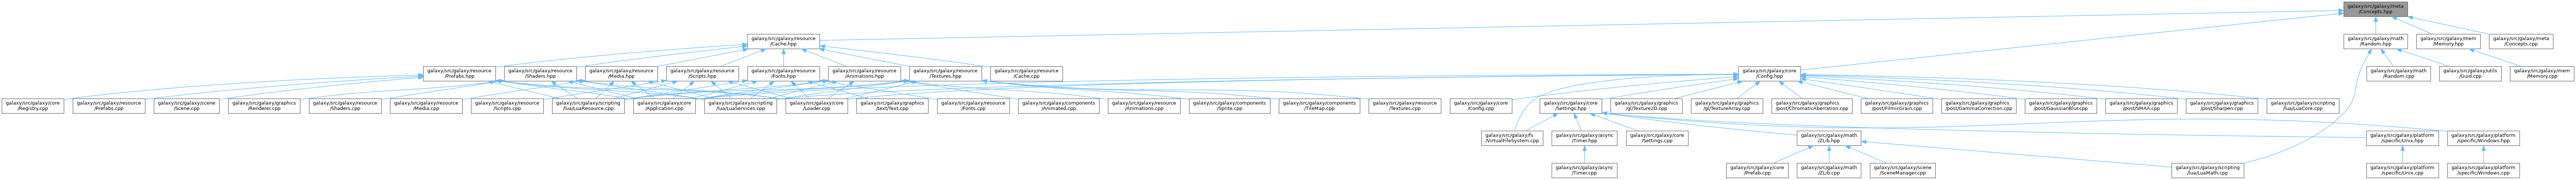 galaxy/src/galaxy/meta
/Concepts.hpp
galaxy/src/galaxy/resource
/Cache.hpp
galaxy/src/galaxy/math
/Random.hpp
galaxy/src/galaxy/mem
/Memory.hpp
galaxy/src/galaxy/meta
/Concepts.cpp
galaxy/src/galaxy/resource
/Prefabs.hpp
galaxy/src/galaxy/resource
/Shaders.hpp
galaxy/src/galaxy/resource
/Media.hpp
galaxy/src/galaxy/resource
/Scripts.hpp
galaxy/src/galaxy/resource
/Fonts.hpp
galaxy/src/galaxy/resource
/Animations.hpp
galaxy/src/galaxy/resource
/Textures.hpp
galaxy/src/galaxy/resource
/Cache.cpp
galaxy/src/galaxy/core
/Config.hpp
galaxy/src/galaxy/math
/Random.cpp
galaxy/src/galaxy/utils
/Guid.cpp
galaxy/src/galaxy/mem
/Memory.cpp
galaxy/src/galaxy/core
/Registry.cpp
galaxy/src/galaxy/resource
/Prefabs.cpp
galaxy/src/galaxy/scene
/Scene.cpp
galaxy/src/galaxy/graphics
/Renderer.cpp
galaxy/src/galaxy/resource
/Shaders.cpp
galaxy/src/galaxy/resource
/Media.cpp
galaxy/src/galaxy/resource
/Scripts.cpp
galaxy/src/galaxy/scripting
/lua/LuaResource.cpp
galaxy/src/galaxy/core
/Application.cpp
galaxy/src/galaxy/scripting
/lua/LuaServices.cpp
galaxy/src/galaxy/core
/Loader.cpp
galaxy/src/galaxy/graphics
/text/Text.cpp
galaxy/src/galaxy/resource
/Fonts.cpp
galaxy/src/galaxy/components
/Animated.cpp
galaxy/src/galaxy/resource
/Animations.cpp
galaxy/src/galaxy/components
/Sprite.cpp
galaxy/src/galaxy/components
/TileMap.cpp
galaxy/src/galaxy/resource
/Textures.cpp
galaxy/src/galaxy/core
/Config.cpp
galaxy/src/galaxy/core
/Settings.hpp
galaxy/src/galaxy/graphics
/gl/Texture2D.cpp
galaxy/src/galaxy/graphics
/gl/TextureArray.cpp
galaxy/src/galaxy/graphics
/post/ChromaticAberration.cpp
galaxy/src/galaxy/graphics
/post/FilmicGrain.cpp
galaxy/src/galaxy/graphics
/post/GammaCorrection.cpp
galaxy/src/galaxy/graphics
/post/GaussianBlur.cpp
galaxy/src/galaxy/graphics
/post/SMAA.cpp
galaxy/src/galaxy/graphics
/post/Sharpen.cpp
galaxy/src/galaxy/scripting
/lua/LuaCore.cpp
galaxy/src/galaxy/fs
/VirtualFileSystem.cpp
galaxy/src/galaxy/async
/Timer.hpp
galaxy/src/galaxy/core
/Settings.cpp
galaxy/src/galaxy/math
/ZLib.hpp
galaxy/src/galaxy/platform
/specific/Unix.hpp
galaxy/src/galaxy/platform
/specific/Windows.hpp
galaxy/src/galaxy/async
/Timer.cpp
galaxy/src/galaxy/core
/Prefab.cpp
galaxy/src/galaxy/math
/ZLib.cpp
galaxy/src/galaxy/scene
/SceneManager.cpp
galaxy/src/galaxy/scripting
/lua/LuaMath.cpp
galaxy/src/galaxy/platform
/specific/Unix.cpp
galaxy/src/galaxy/platform
/specific/Windows.cpp